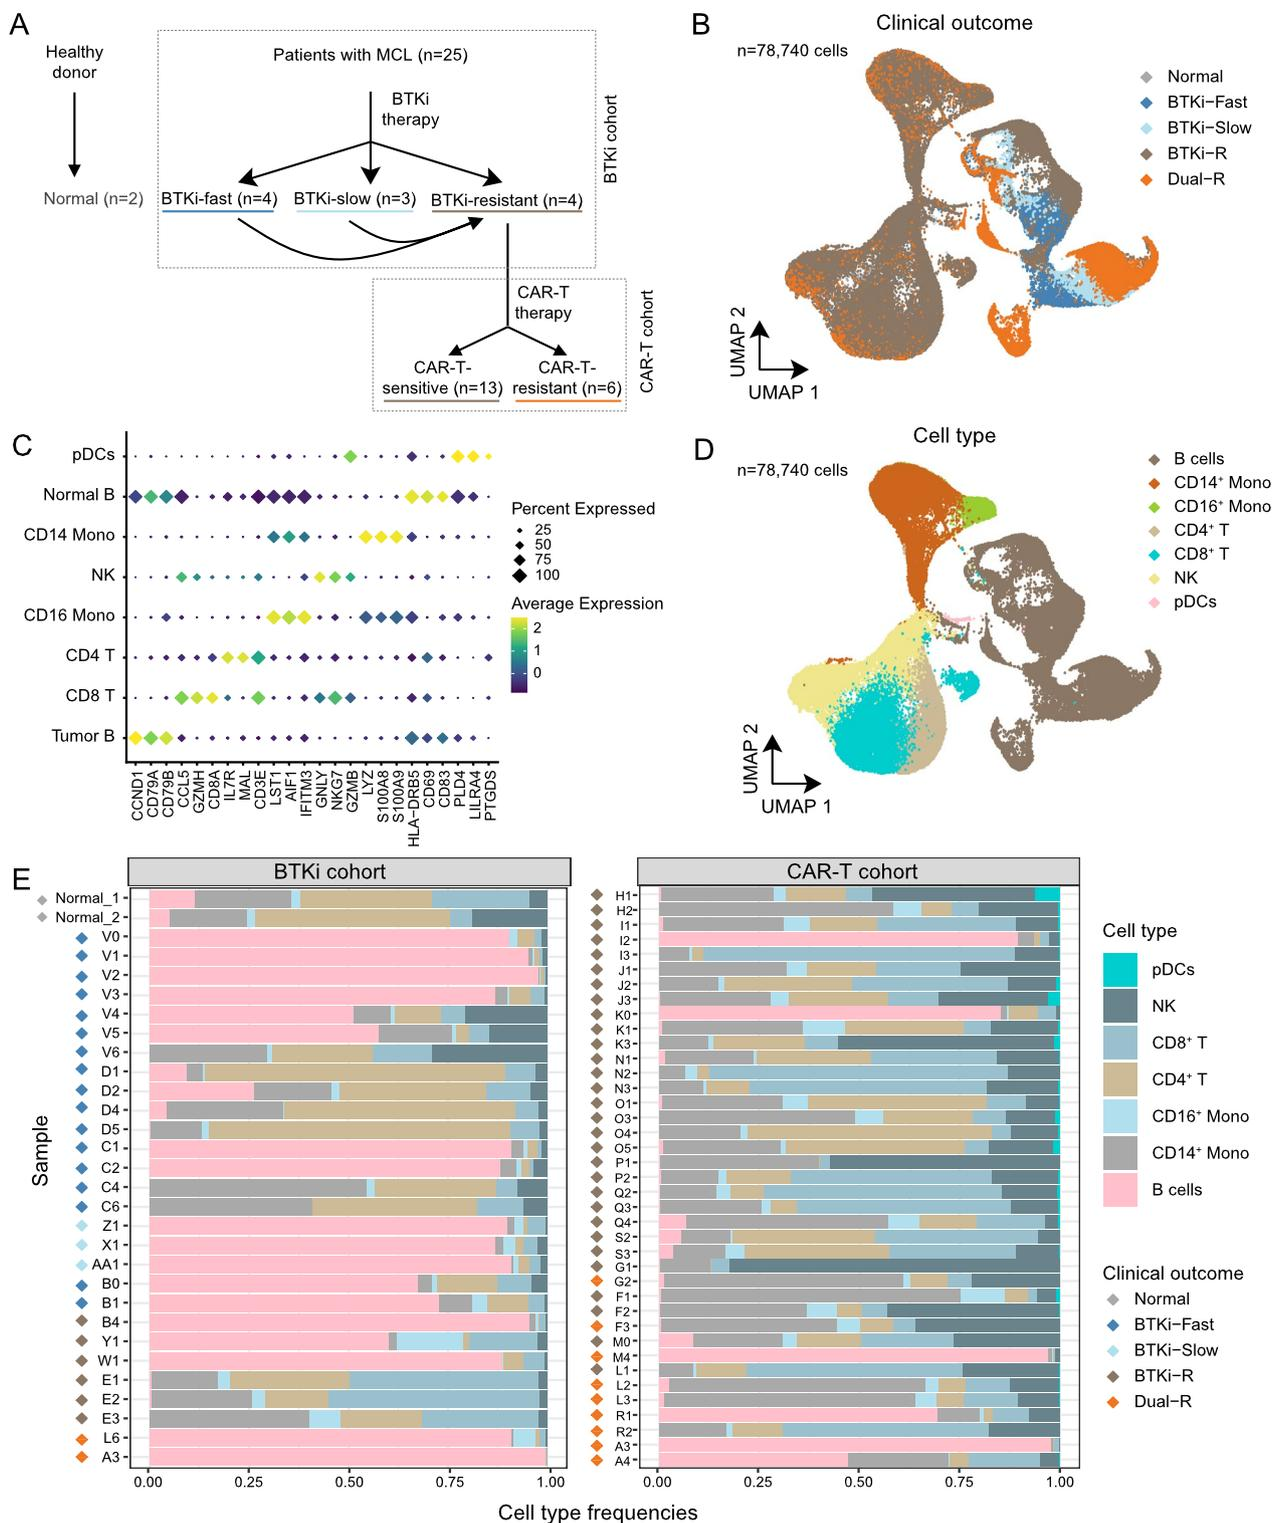 A
Healthy
donor
Normal (n=2)
Patients with MCL (n=25)
BTKi
therapy
BTKi-fast (n=4)
BTKi-slow (n=3)
BTKi-resistant (n=4)
BTKi cohort
CAR-T
therapy
CAR-T-
sensitive (n=13)
CAR-T-
resistant (n=6)
CAR-T cohort
B
Clinical outcome
n=78,740 cells
Normal
BTKi−Fast
BTKi−Slow
BTKi−R
Dual−R
UMAP 2
UMAP 1
C
pDCs
Normal B
CD14 Mono
NK
CD16 Mono
CD4 T
CD8 T
Tumor B
CCND1
CD79A
CD79B
CCL5
GZMH
CD8A
IL7R
MAL
CD3E
LST1
AIF1
IFITM3
GNLY
NKG7
GZMB
LYZ
S100A8
S100A9
HLA−DRB5
CD69
CD83
PLD4
LILRA4
PTGDS
Percent Expressed
25
50
75
100
Average Expression
2
1
0
D
Cell type
n=78,740 cells
B cells
CD14+ Mono
CD16+ Mono
CD4+ T
CD8+ T
NK
pDCs
UMAP 2
UMAP 1
E
BTKi cohort
Sample
Normal_1
Normal_2
V0
V1
V2
V3
V4
V5
V6
D1
D2
D4
D5
C1
C2
C4
C6
Z1
X1
AA1
B0
B1
B4
Y1
W1
E1
E2
E3
L6
A3
0.00 0.25 0.50 0.75 1.00
CAR-T cohort
H1
H2
I1
I2
I3
J1
J2
J3
K0
K1
K3
N1
N2
N3
O1
O3
O4
O5
P1
P2
Q2
Q3
Q4
S2
S3
G1
G2
F1
F2
F3
M0
M4
L1
L2
L3
R1
R2
A3
A4
0.00 0.25 0.50 0.75 1.00
Cell type frequencies
Cell type
pDCs
NK
CD8+ T
CD4+ T
CD16+ Mono
CD14+ Mono
B cells
Clinical outcome
Normal
BTKi−Fast
BTKi−Slow
BTKi−R
Dual−R